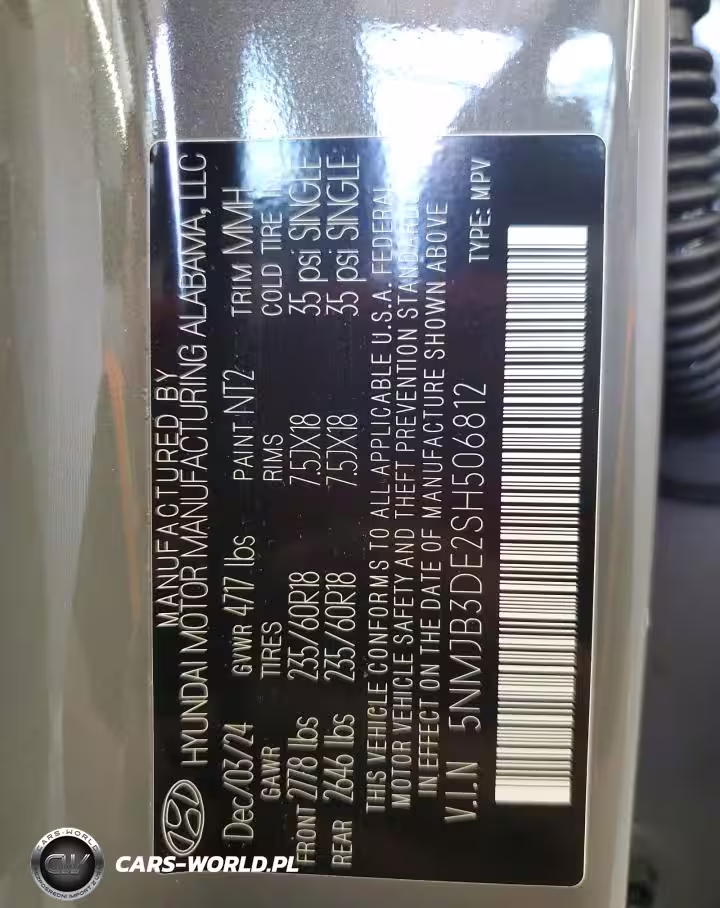 MANUFACTURED BY
HYUNDAI MOTOR MANUFACTURING ALABAMA, LLC
Dec/03/24 GVWR 4717 lbs PAINT NT2 TRIM MMH
GAWR TIRES RIMS COLD TIRE
FRONT 2778 lbs 235/60R18 7.5JX18 35 psi SINGLE
REAR 2646 lbs 235/60R18 7.5JX18 35 psi SINGLE
THIS VEHICLE CONFORMS TO ALL APPLICABLE U.S.A. FEDERAL
MOTOR VEHICLE SAFETY AND THEFT PREVENTION STANDARDS
IN EFFECT ON THE DATE OF MANUFACTURE SHOWN ABOVE
V.I.N 5NMJB3DE2SH506812 TYPE: MPV
CARS-WORLD
CW
CARS-WORLD.PL